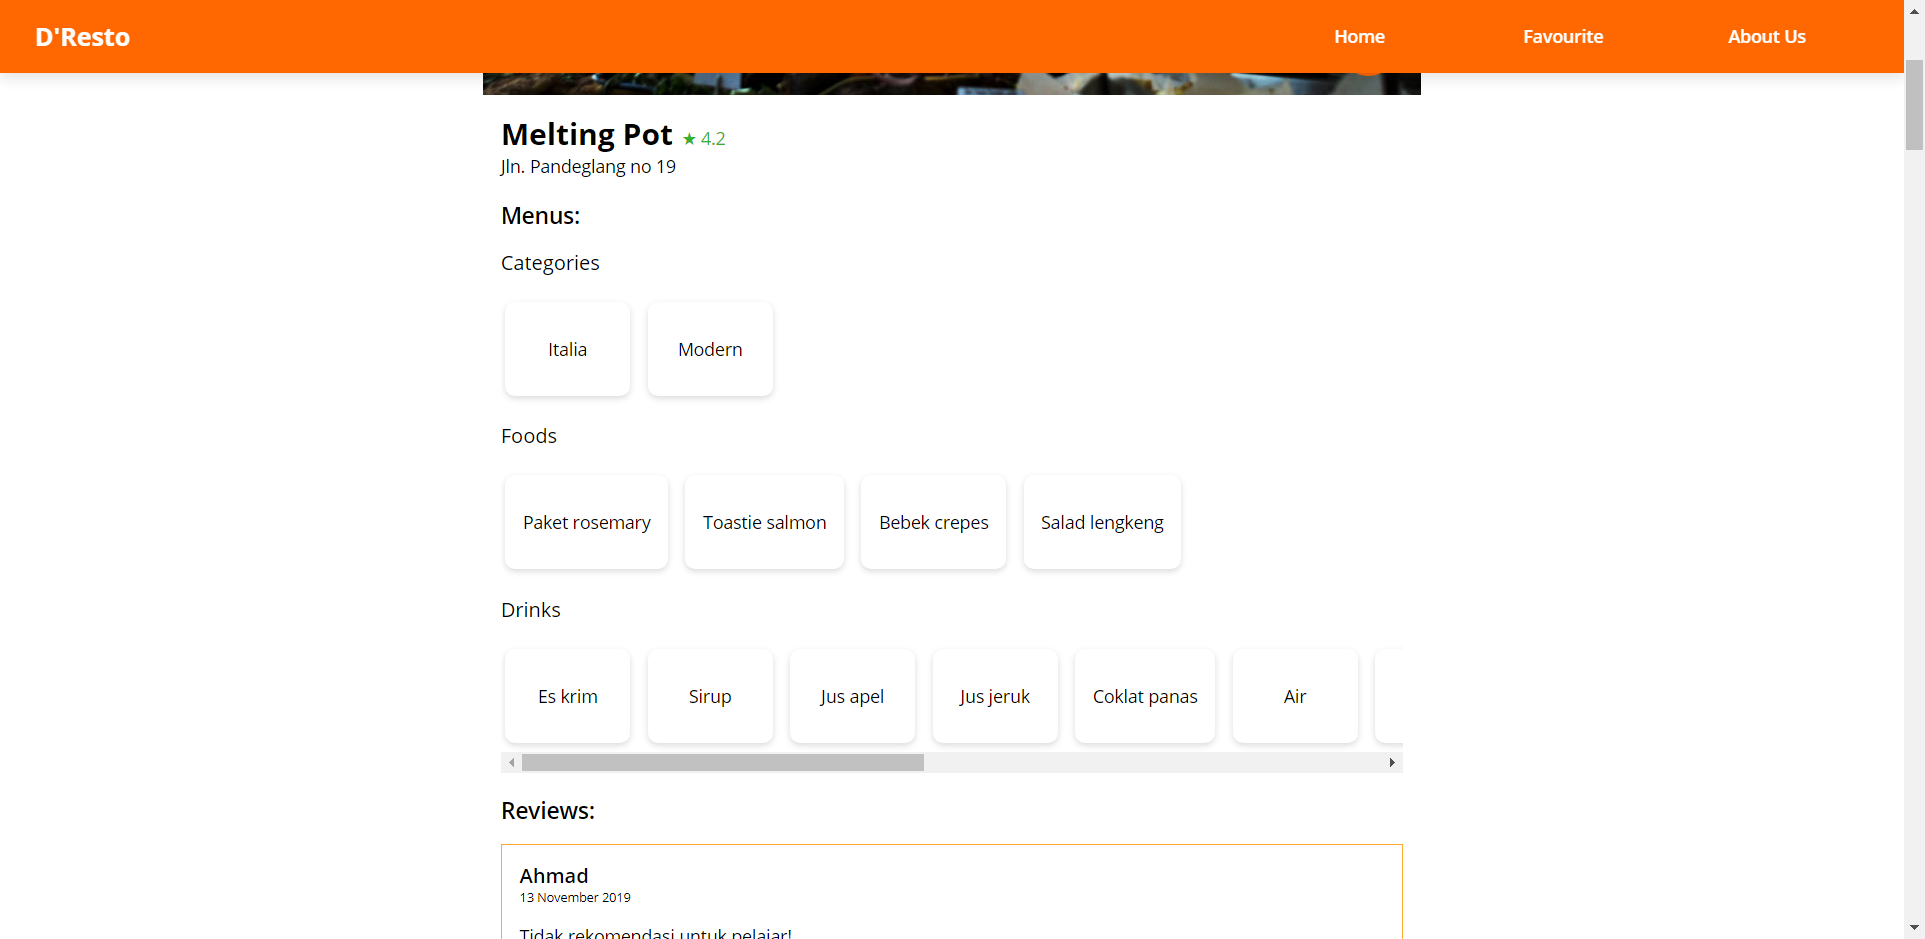 D'Resto Home Favourite About Us
Melting Pot ★ 4.2
Jln. Pandeglang no 19
Menus:
Categories
Italia Modern
Foods
Paket rosemary Toastie salmon Bebek crepes Salad lengkeng
Drinks
Es krim Sirup Jus apel Jus jeruk Coklat panas Air
Reviews:
Ahmad
13 November 2019
Tidak rekomendasi untuk pelajar!